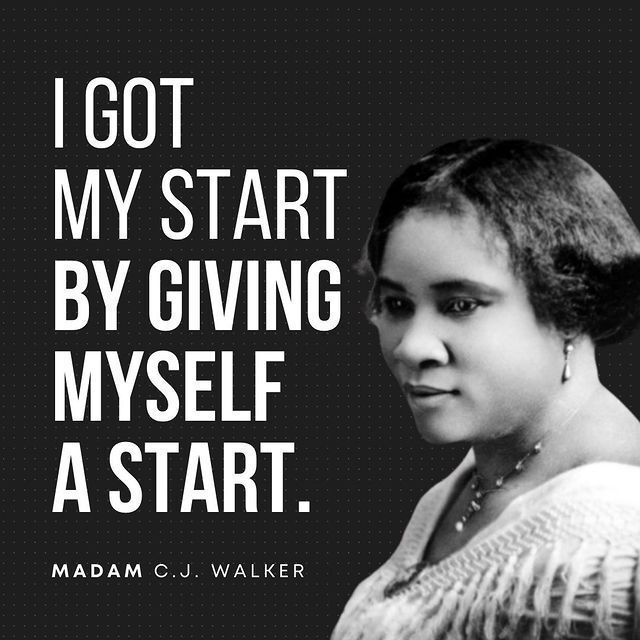 I GOT
MY START
BY GIVING
MYSELF
A START.
MADAM C.J. WALKER